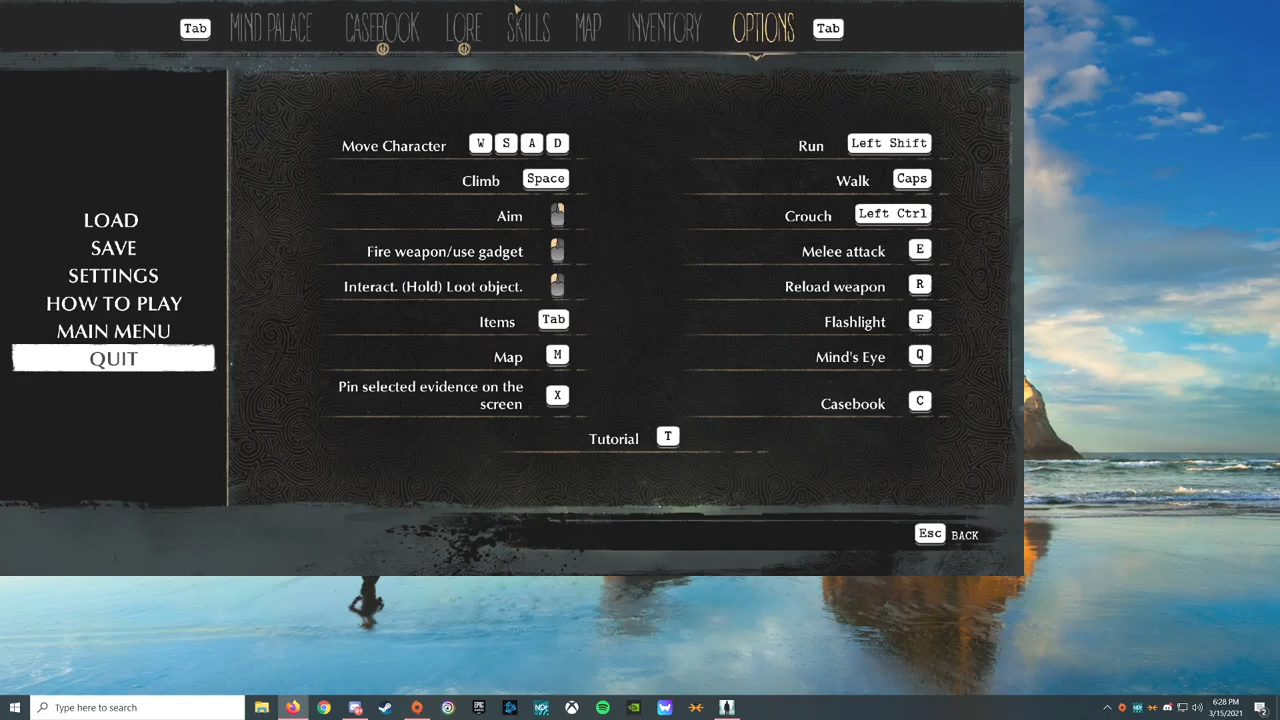 Tab MIND PALACE CASEBOOK LORE SKILLS MAP INVENTORY OPTIONS Tab
LOAD
SAVE
SETTINGS
HOW TO PLAY
MAIN MENU
QUIT
Move Character W S A D
Climb Space
Aim
Fire weapon/use gadget
Interact. (Hold) Loot object.
Items Tab
Map M
Pin selected evidence on the
screen X
Run Left Shift
Walk Caps
Crouch Left Ctrl
Melee attack E
Reload weapon R
Flashlight F
Mind's Eye Q
Casebook C
Tutorial T
Esc BACK
Type here to search
6:28 PM
3/15/2021